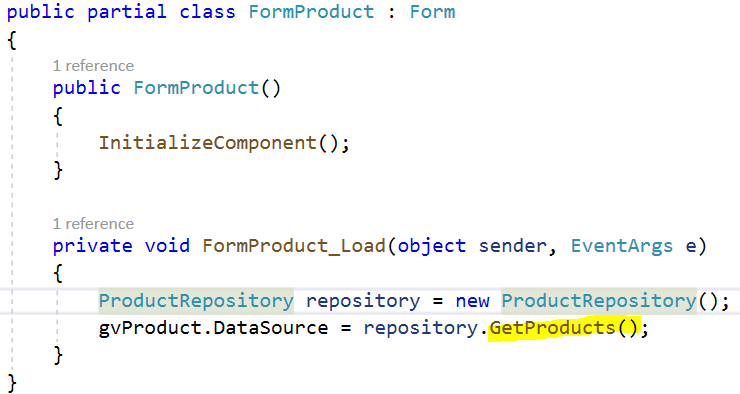 public partial class FormProduct : Form
{
1 reference
public FormProduct()
{
InitializeComponent();
}
1 reference
private void FormProduct_Load(object sender, EventArgs e)
{
ProductRepository repository = new ProductRepository();
gvProduct.DataSource = repository.GetProducts();
}
}